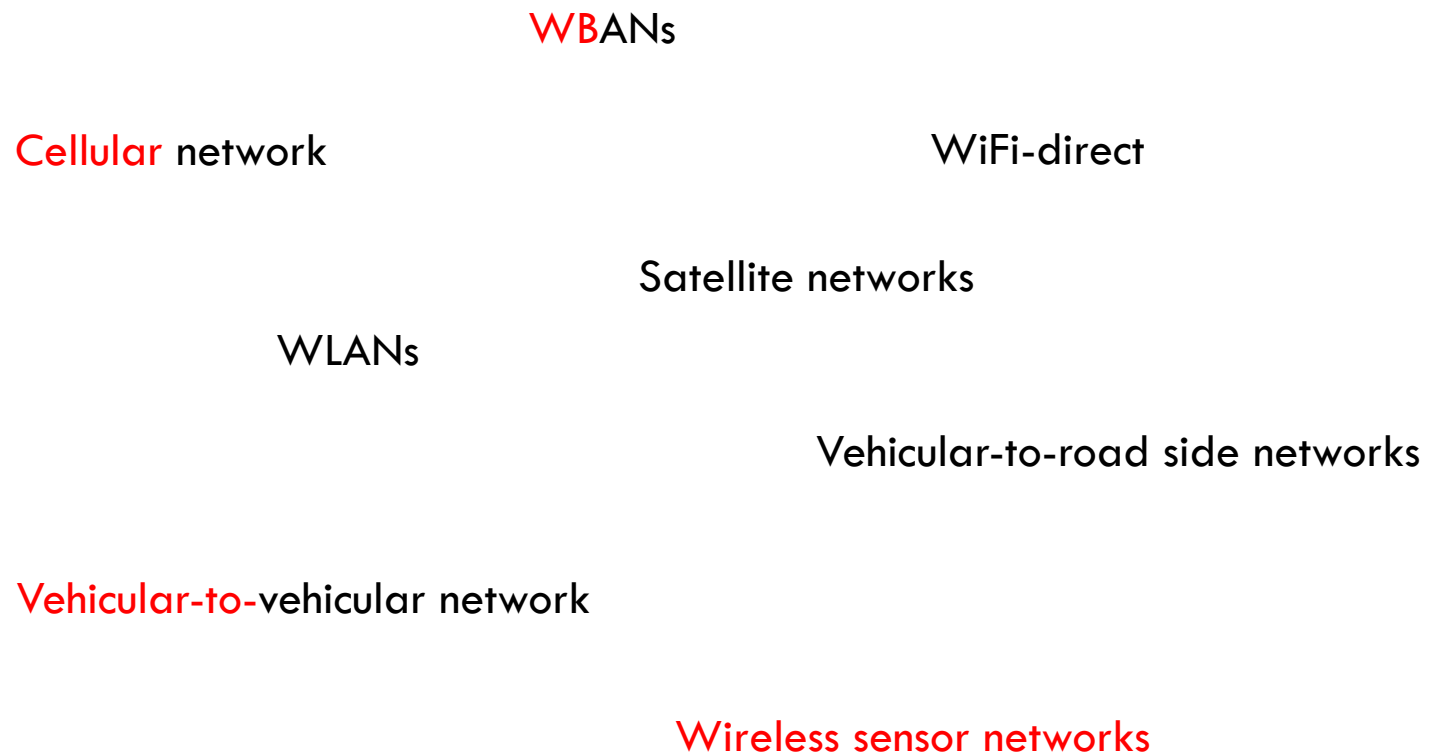 WBANs
Cellular network
WiFi-direct
Satellite networks
WLANs
Vehicular-to-road side networks
Vehicular-to-vehicular network
Wireless sensor networks